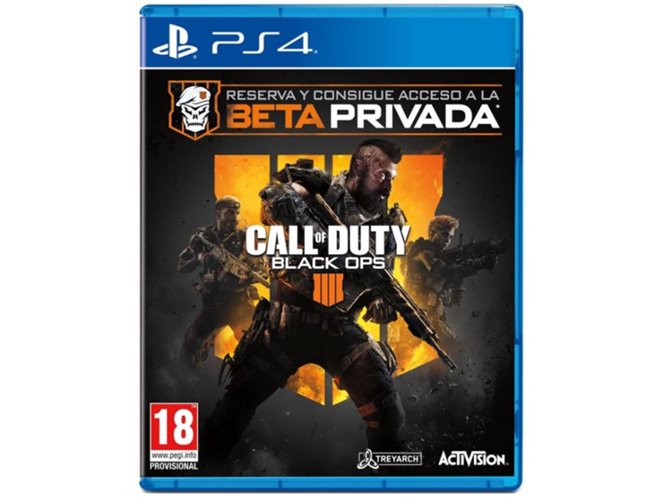 PS4
RESERVA Y CONSIGUE ACCESO A LA
BETA PRIVADA*
CALL OF DUTY
BLACK OPS
IIII
18
www.pegi.info
PROVISIONAL
TREYARCH
ACTIVISION